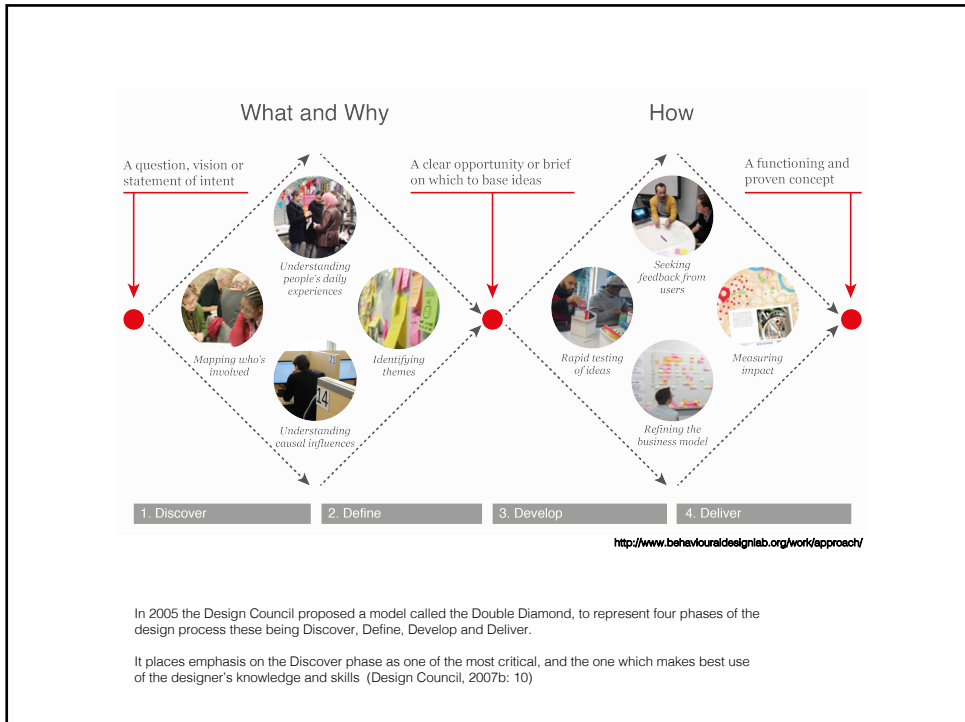 What and Why
How
A question, vision or
statement of intent
A clear opportunity or brief
on which to base ideas
A functioning and
proven concept
Understanding
people's daily
experiences
Seeking
feedback from
users
Mapping who's
involved
Identifying
themes
Rapid testing
of ideas
Measuring
impact
14
Understanding
causal influences
Refining the
business model
1. Discover
2. Define
3. Develop
4. Deliver
http://www.behaviouraldesignlab.org/work/approach/
In 2005 the Design Council proposed a model called the Double Diamond, to represent four phases of the
design process these being Discover, Define, Develop and Deliver.
It places emphasis on the Discover phase as one of the most critical, and the one which makes best use
of the designer's knowledge and skills (Design Council, 2007b: 10)